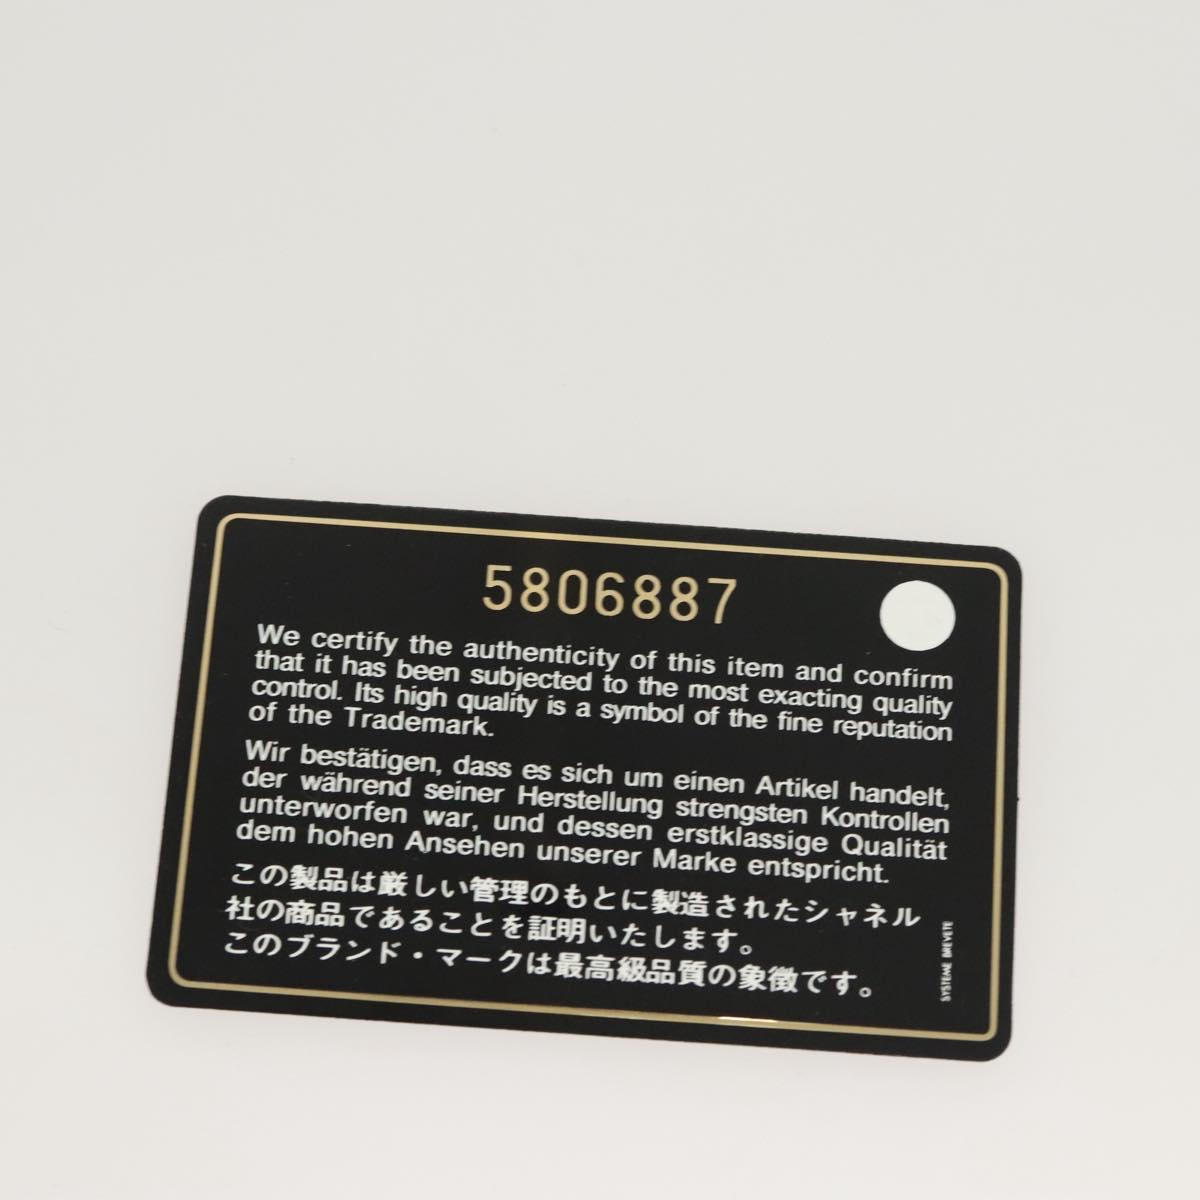 5806887
We certify the authenticity of this item and confirm
that it has been subjected to the most exacting quality
control. Its high quality is a symbol of the fine reputation
of the Trademark.
Wir bestätigen, dass es sich um einen Artikel handelt,
der während seiner Herstellung strengsten Kontrollen
unterworfen war, und dessen erstklassige Qualität
dem hohen Ansehen unserer Marke entspricht.
この製品は厳しい管理のもとに製造されたシャネル
社の商品であることを証明いたします。
このブランド・マークは最高級品質の象徴です。
SYSTEME BREVETE